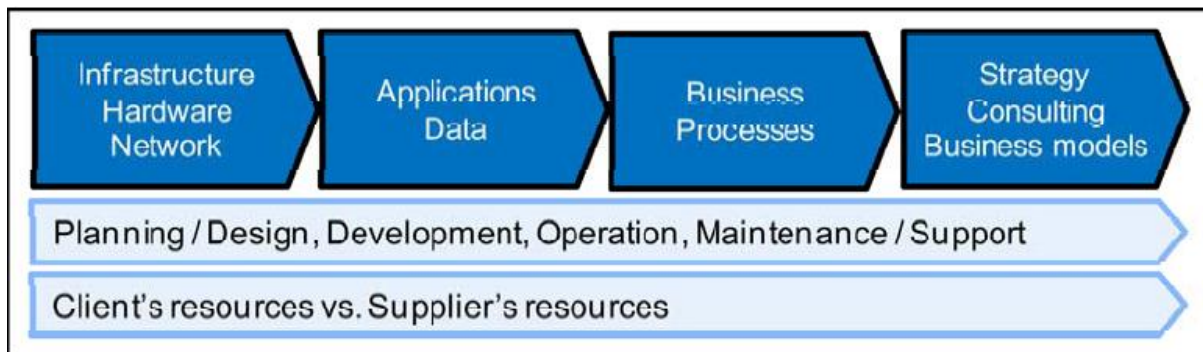 Infrastructure
Hardware
Network
Applications
Data
Business
Processes
Strategy
Consulting
Business models
Planning / Design, Development, Operation, Maintenance / Support
Client's resources vs. Supplier's resources